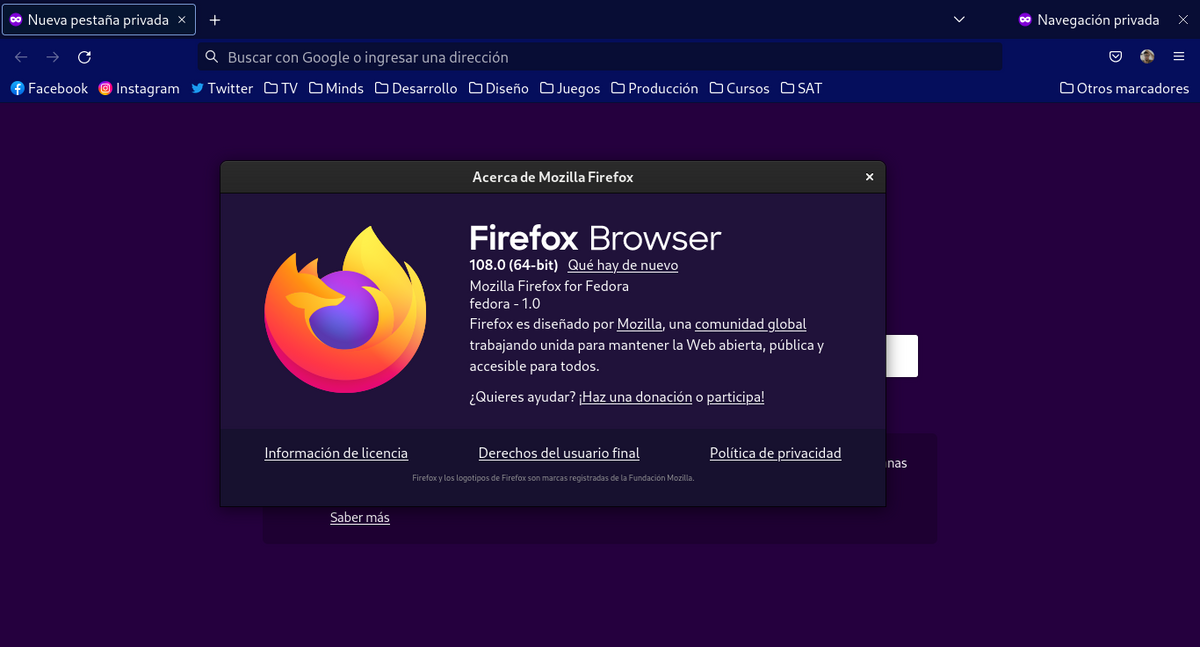 Nueva pestaña privada
Navegación privada
Buscar con Google o ingresar una dirección
Facebook Instagram Twitter TV Minds Desarrollo Diseño Juegos Producción Cursos SAT Otros marcadores
Acerca de Mozilla Firefox
Firefox Browser
108.0 (64-bit) Qué hay de nuevo
Mozilla Firefox for Fedora
fedora - 1.0
Firefox es diseñado por Mozilla, una comunidad global
trabajando unida para mantener la Web abierta, pública y
accesible para todos.
¿Quieres ayudar? ¡Haz una donación o participa!
Información de licencia Derechos del usuario final Política de privacidad
Firefox y los logotipos de Firefox son marcas registradas de la Fundación Mozilla.
Saber más